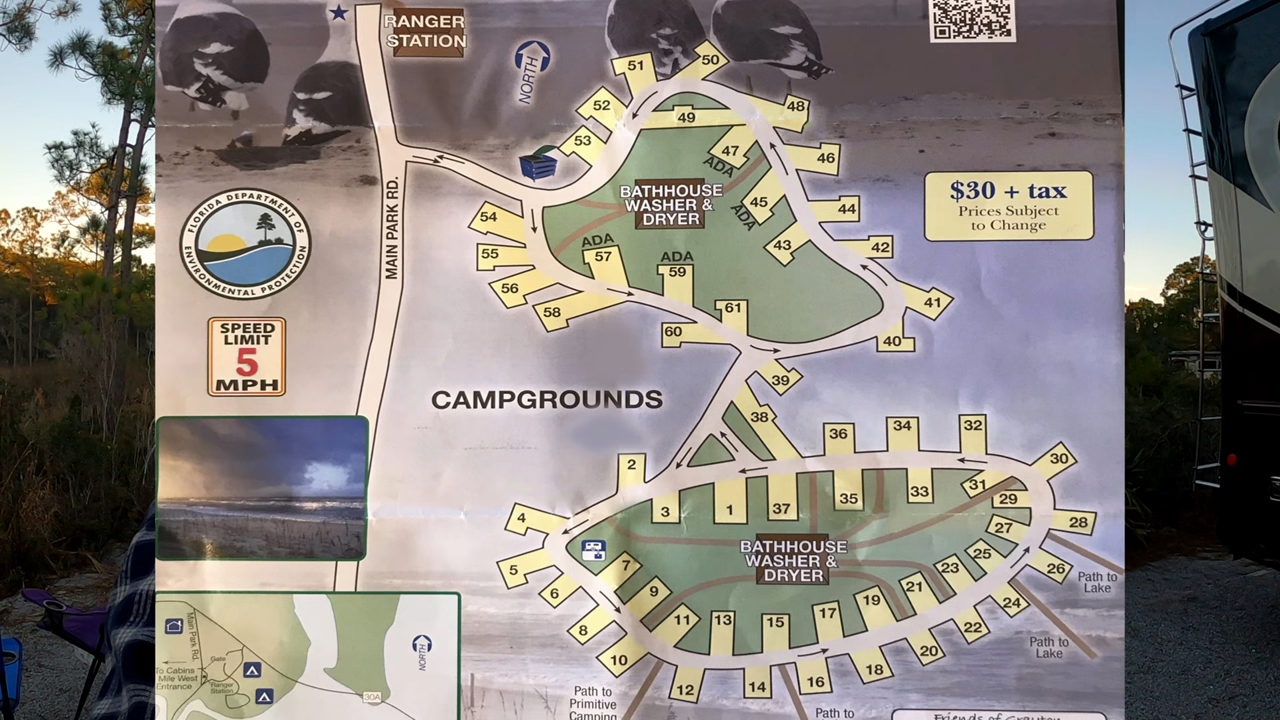 RANGER
STATION
NORTH
51
50
52
49
48
53
47
ADA
46
BATHHOUSE
WASHER &
DRYER
45
ADA
44
54
43
42
55
ADA
57
ADA
59
56
58
41
61
60
40
39
MAIN PARK RD.
FLORIDA DEPARTMENT OF
ENVIRONMENTAL PROTECTION
SPEED
LIMIT
5
MPH
$30 + tax
Prices Subject
to Change
CAMPGROUNDS
38
36
34
32
2
30
31
29
33
35
37
1
3
4
28
27
BATHHOUSE
WASHER &
DRYER
25
26
5
7
23
6
9
21
24
19
17
11
13
15
22
8
20
10
18
16
12
14
Path to
Lake
Path to
Lake
Path to
Primitive
Camping
Path to
Main Park Rd.
Gate
Ranger
Station
To Cabins
Mile West
Entrance
NORTH
30A
Friends of Grayton